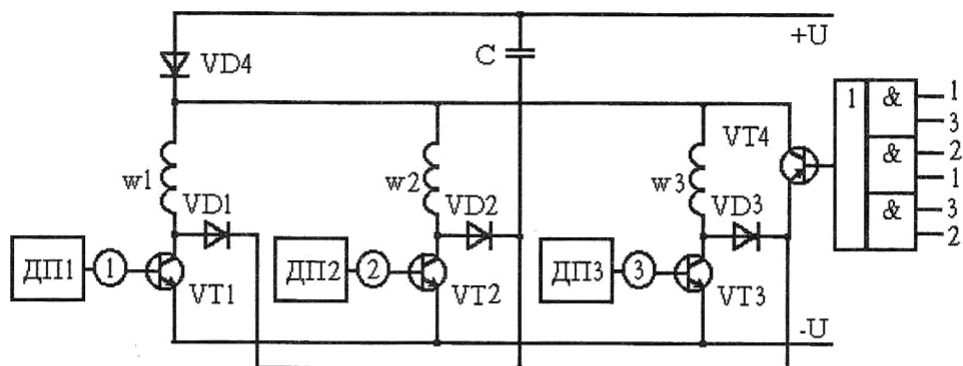 +U
VD4
C
1 & 1
3
VT4
& 2
1
w1
w2
w3
VD1
VD2
VD3
& 3
2
ДП1 1
ДП2 2
ДП3 3
VT1
VT2
VT3
-U